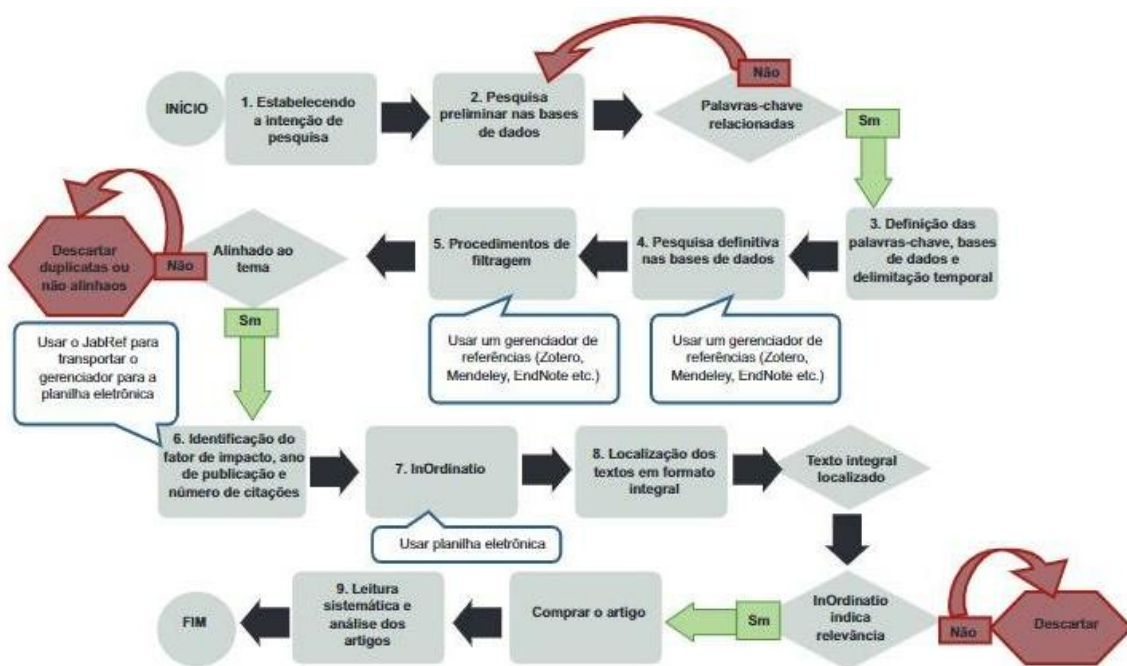 INÍCIO
1. Estabelecendo
a intenção de
pesquisa
2. Pesquisa
preliminar nas bases
de dados
Não
Palavras-chave
relacionadas
Sm
3. Definição das
palavras-chave, bases
de dados e
delimitação temporal
4. Pesquisa definitiva
nas bases de dados
5. Procedimentos de
filtragem
Alinhado ao
tema
Não
Descartar
duplicatas ou
não alinhaos
Sm
Usar o JabRef para
transportar o
gerenciador para a
planilha eletrônica
Usar um gerenciador de
referências (Zotero,
Mendeley, EndNote etc.)
Usar um gerenciador de
referências (Zotero,
Mendeley, EndNote etc.)
6. Identificação do
fator de impacto, ano
de publicação e
número de citações
7. InOrdinatio
Usar planilha eletrônica
8. Localização dos
textos em formato
integral
Texto integral
localizado
InOrdinatio
indica
relevância
Não
Descartar
Sm
Comprar o artigo
9. Leitura
sistemática e
análise dos
artigos
FIM